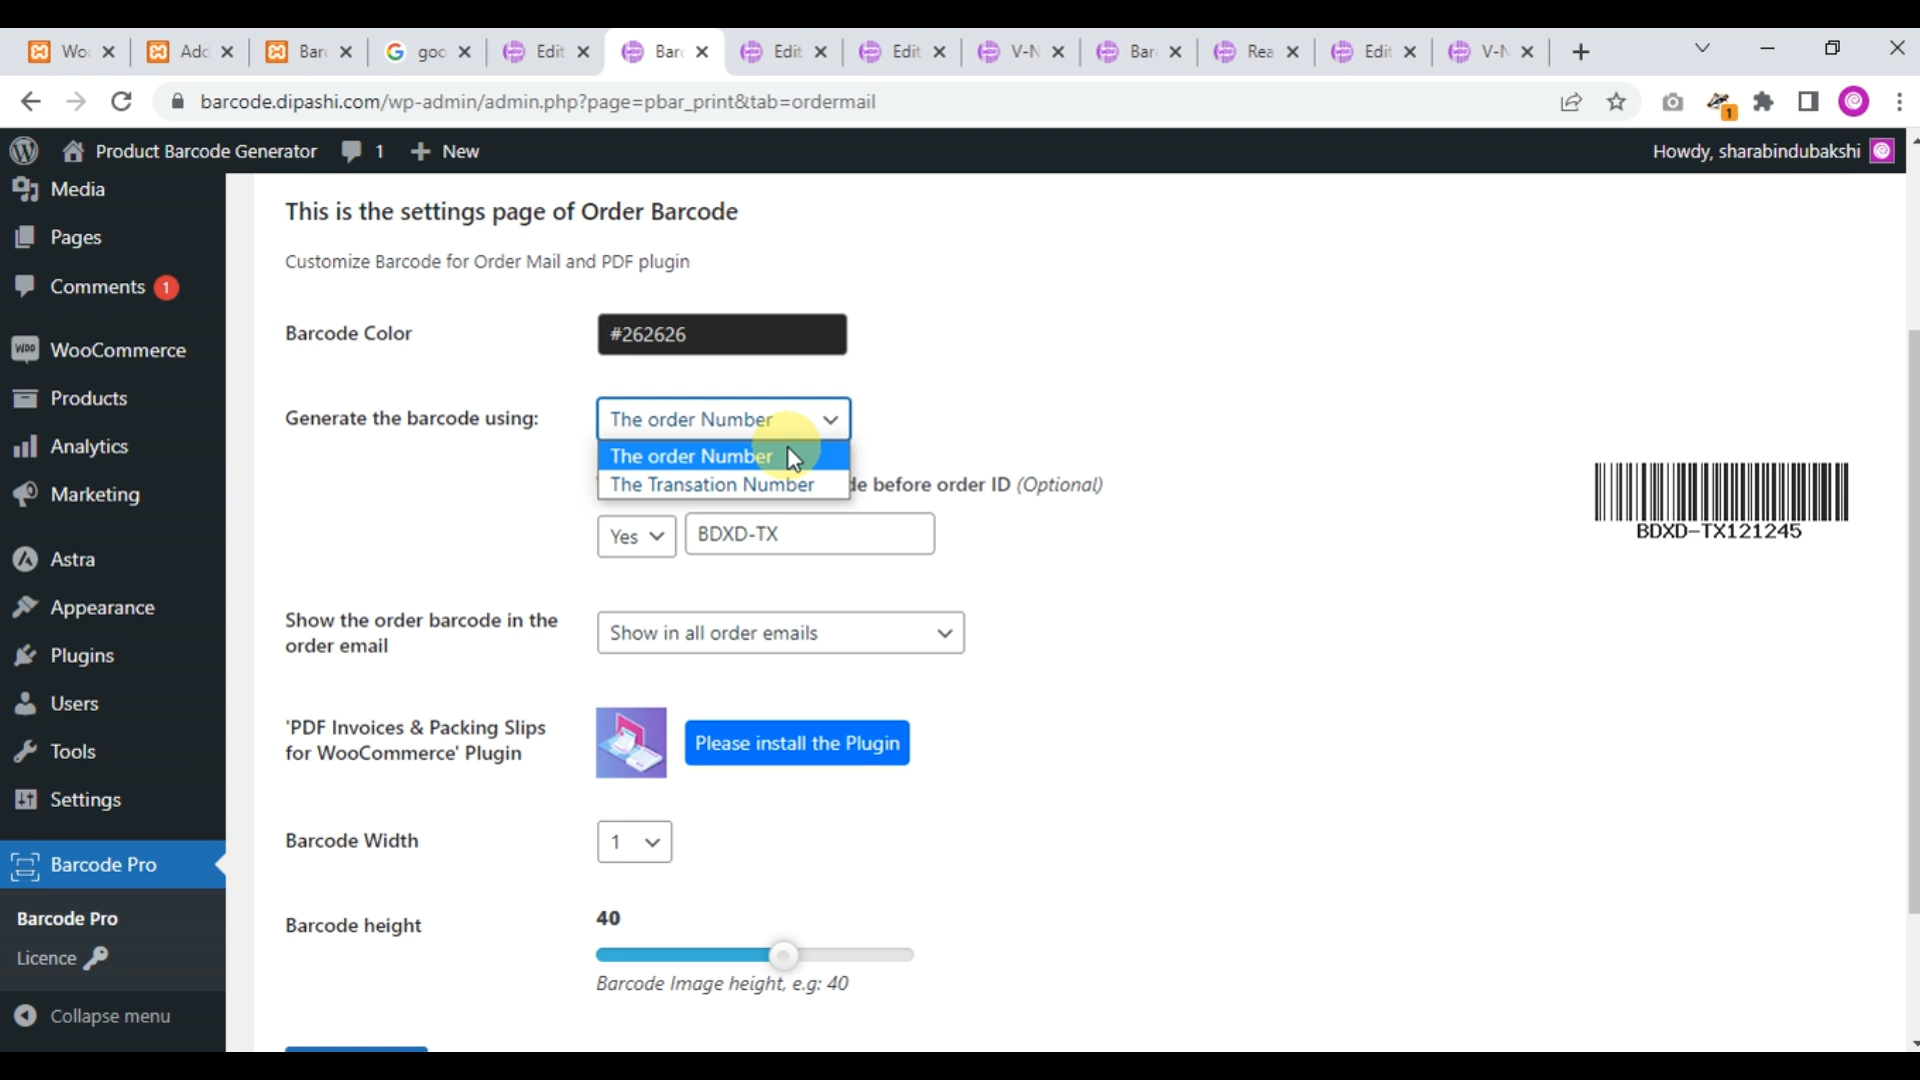 Wo
Adc
Bar
goc
Edit
Bar
Edit
Edit
V-N
Bar
Rea
Edit
V-N
barcode.dipashi.com/wp-admin/admin.php?page=pbar_print&tab=ordermail
1
Product Barcode Generator
1
New
Howdy, sharabindubakshi
Media
Pages
Comments 1
WooCommerce
Products
Analytics
Marketing
Astra
Appearance
Plugins
Users
Tools
Settings
Barcode Pro
Barcode Pro
Licence
Collapse menu
This is the settings page of Order Barcode
Customize Barcode for Order Mail and PDF plugin
Barcode Color
#262626
Generate the barcode using:
The order Number
The order Number
The Transation Number
before order ID (Optional)
Yes
BDXD-TX
BDXD-TX121245
Show the order barcode in the
order email
Show in all order emails
'PDF Invoices & Packing Slips
for WooCommerce' Plugin
Please install the Plugin
Barcode Width
1
Barcode height
40
Barcode Image height, e.g: 40